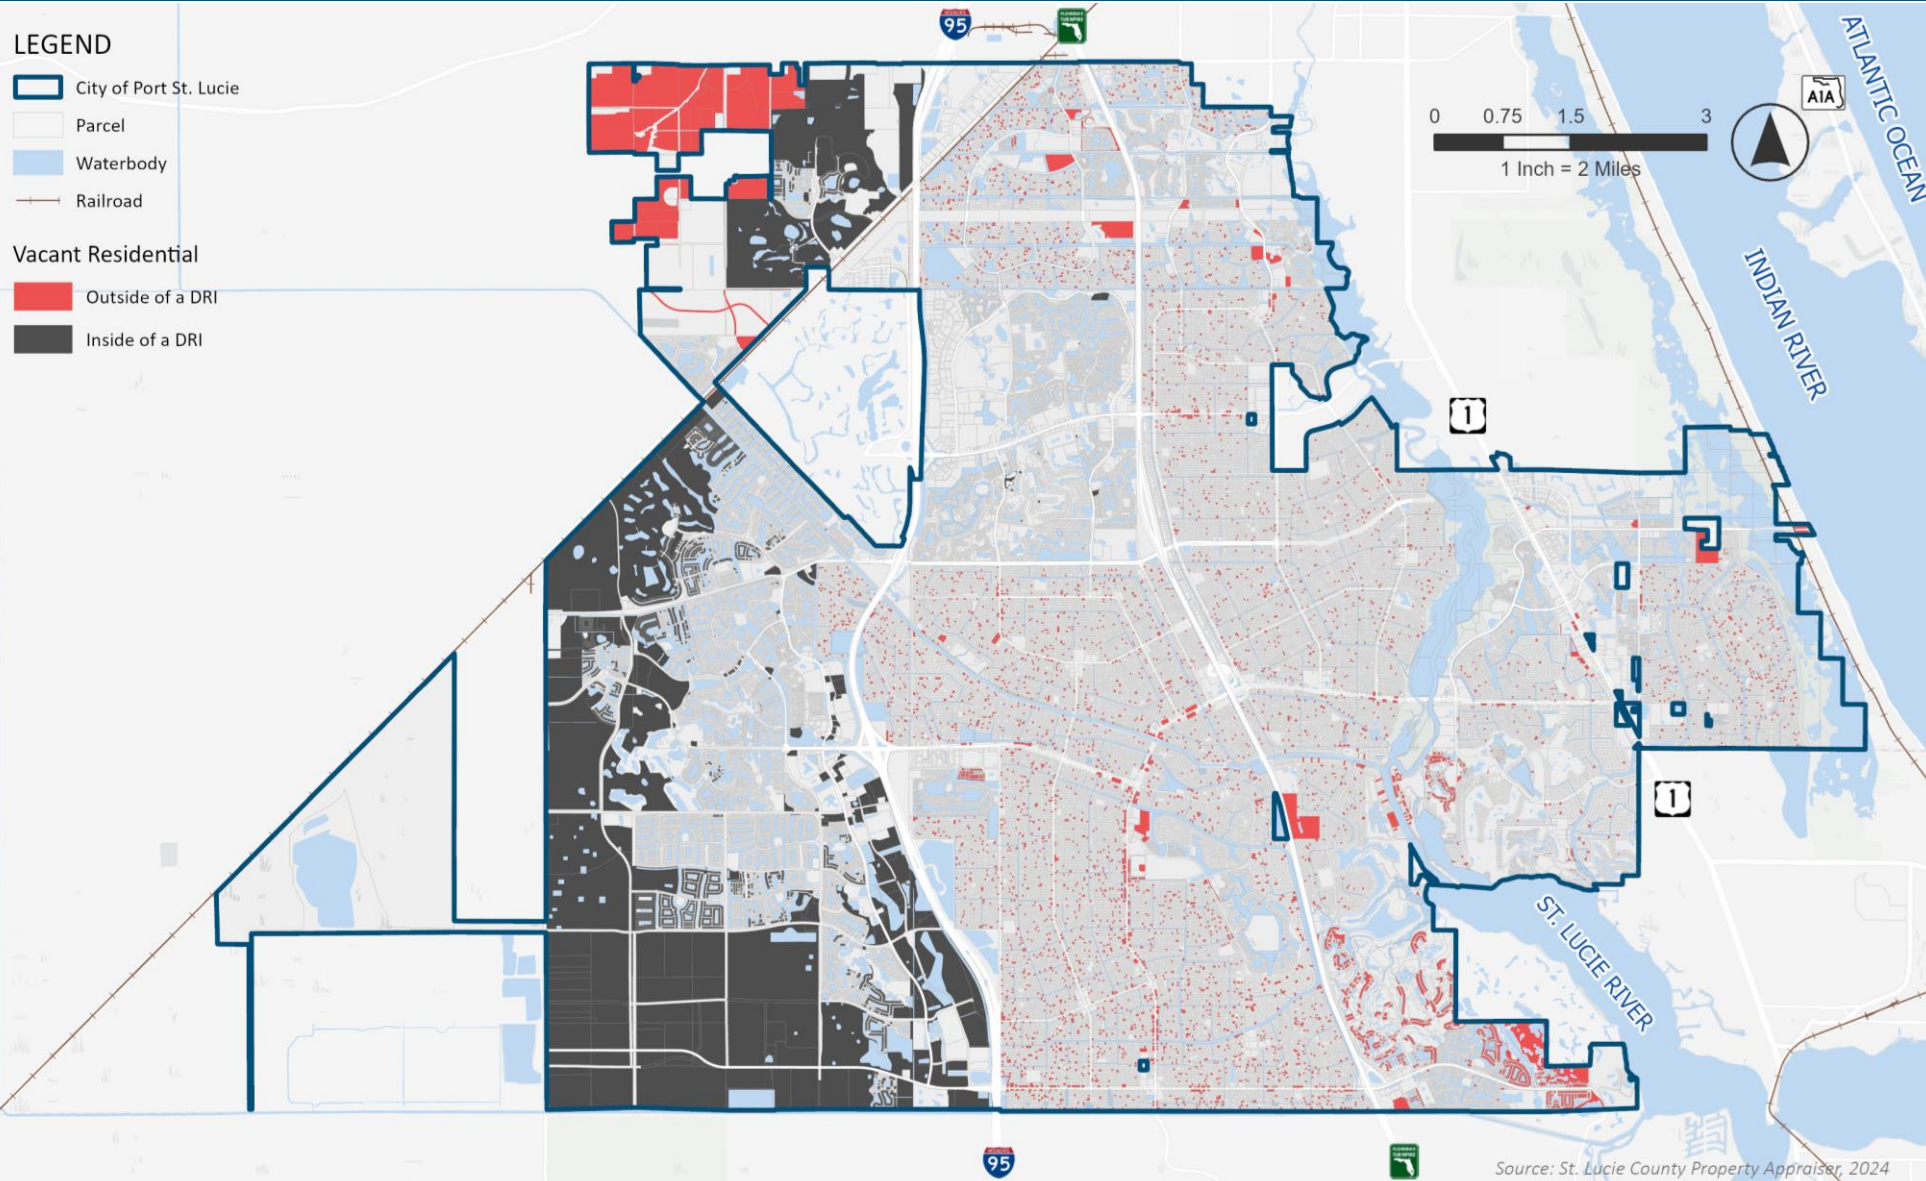 LEGEND
City of Port St. Lucie
Parcel
Waterbody
Railroad
Vacant Residential
Outside of a DRI
Inside of a DRI
95
0 0.75 1.5 3
1 Inch = 2 Miles
A1A
ATLANTIC OCEAN
INDIAN RIVER
1
1
ST. LUCIE RIVER
95
Source: St. Lucie County Property Appraiser, 2024